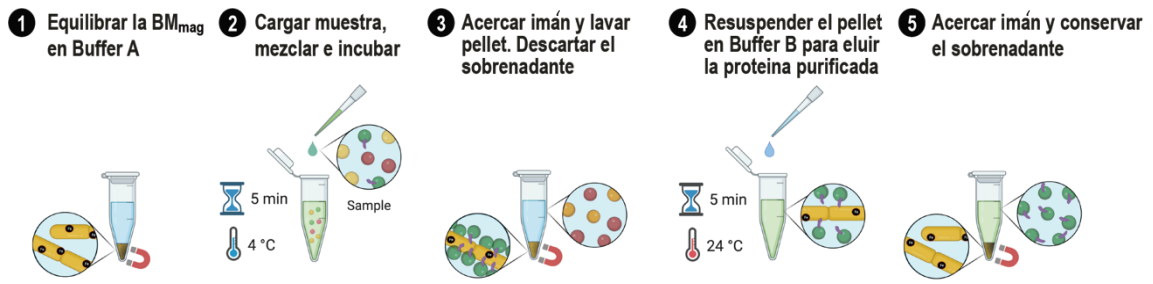 1 Equilibrar la BMmag
en Buffer A
2 Cargar muestra,
mezclar e incubar
5 min
4 °C
Sample
3 Acercar imán y lavar
pellet. Descartar el
sobrenadante
4 Resuspender el pellet
en Buffer B para eluir
la proteina purificada
5 min
24 °C
5 Acercar imán y conservar
el sobrenadante